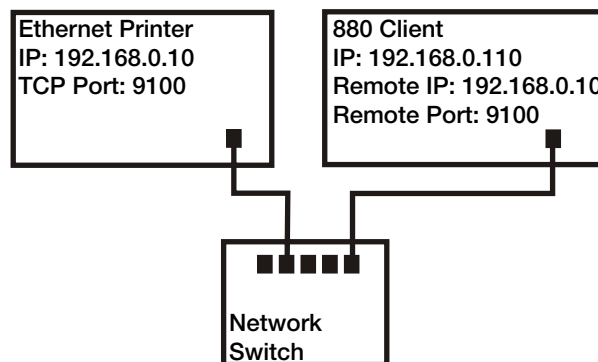 Ethernet Printer
IP: 192.168.0.10
TCP Port: 9100
880 Client
IP: 192.168.0.110
Remote IP: 192.168.0.10
Remote Port: 9100
Network
Switch